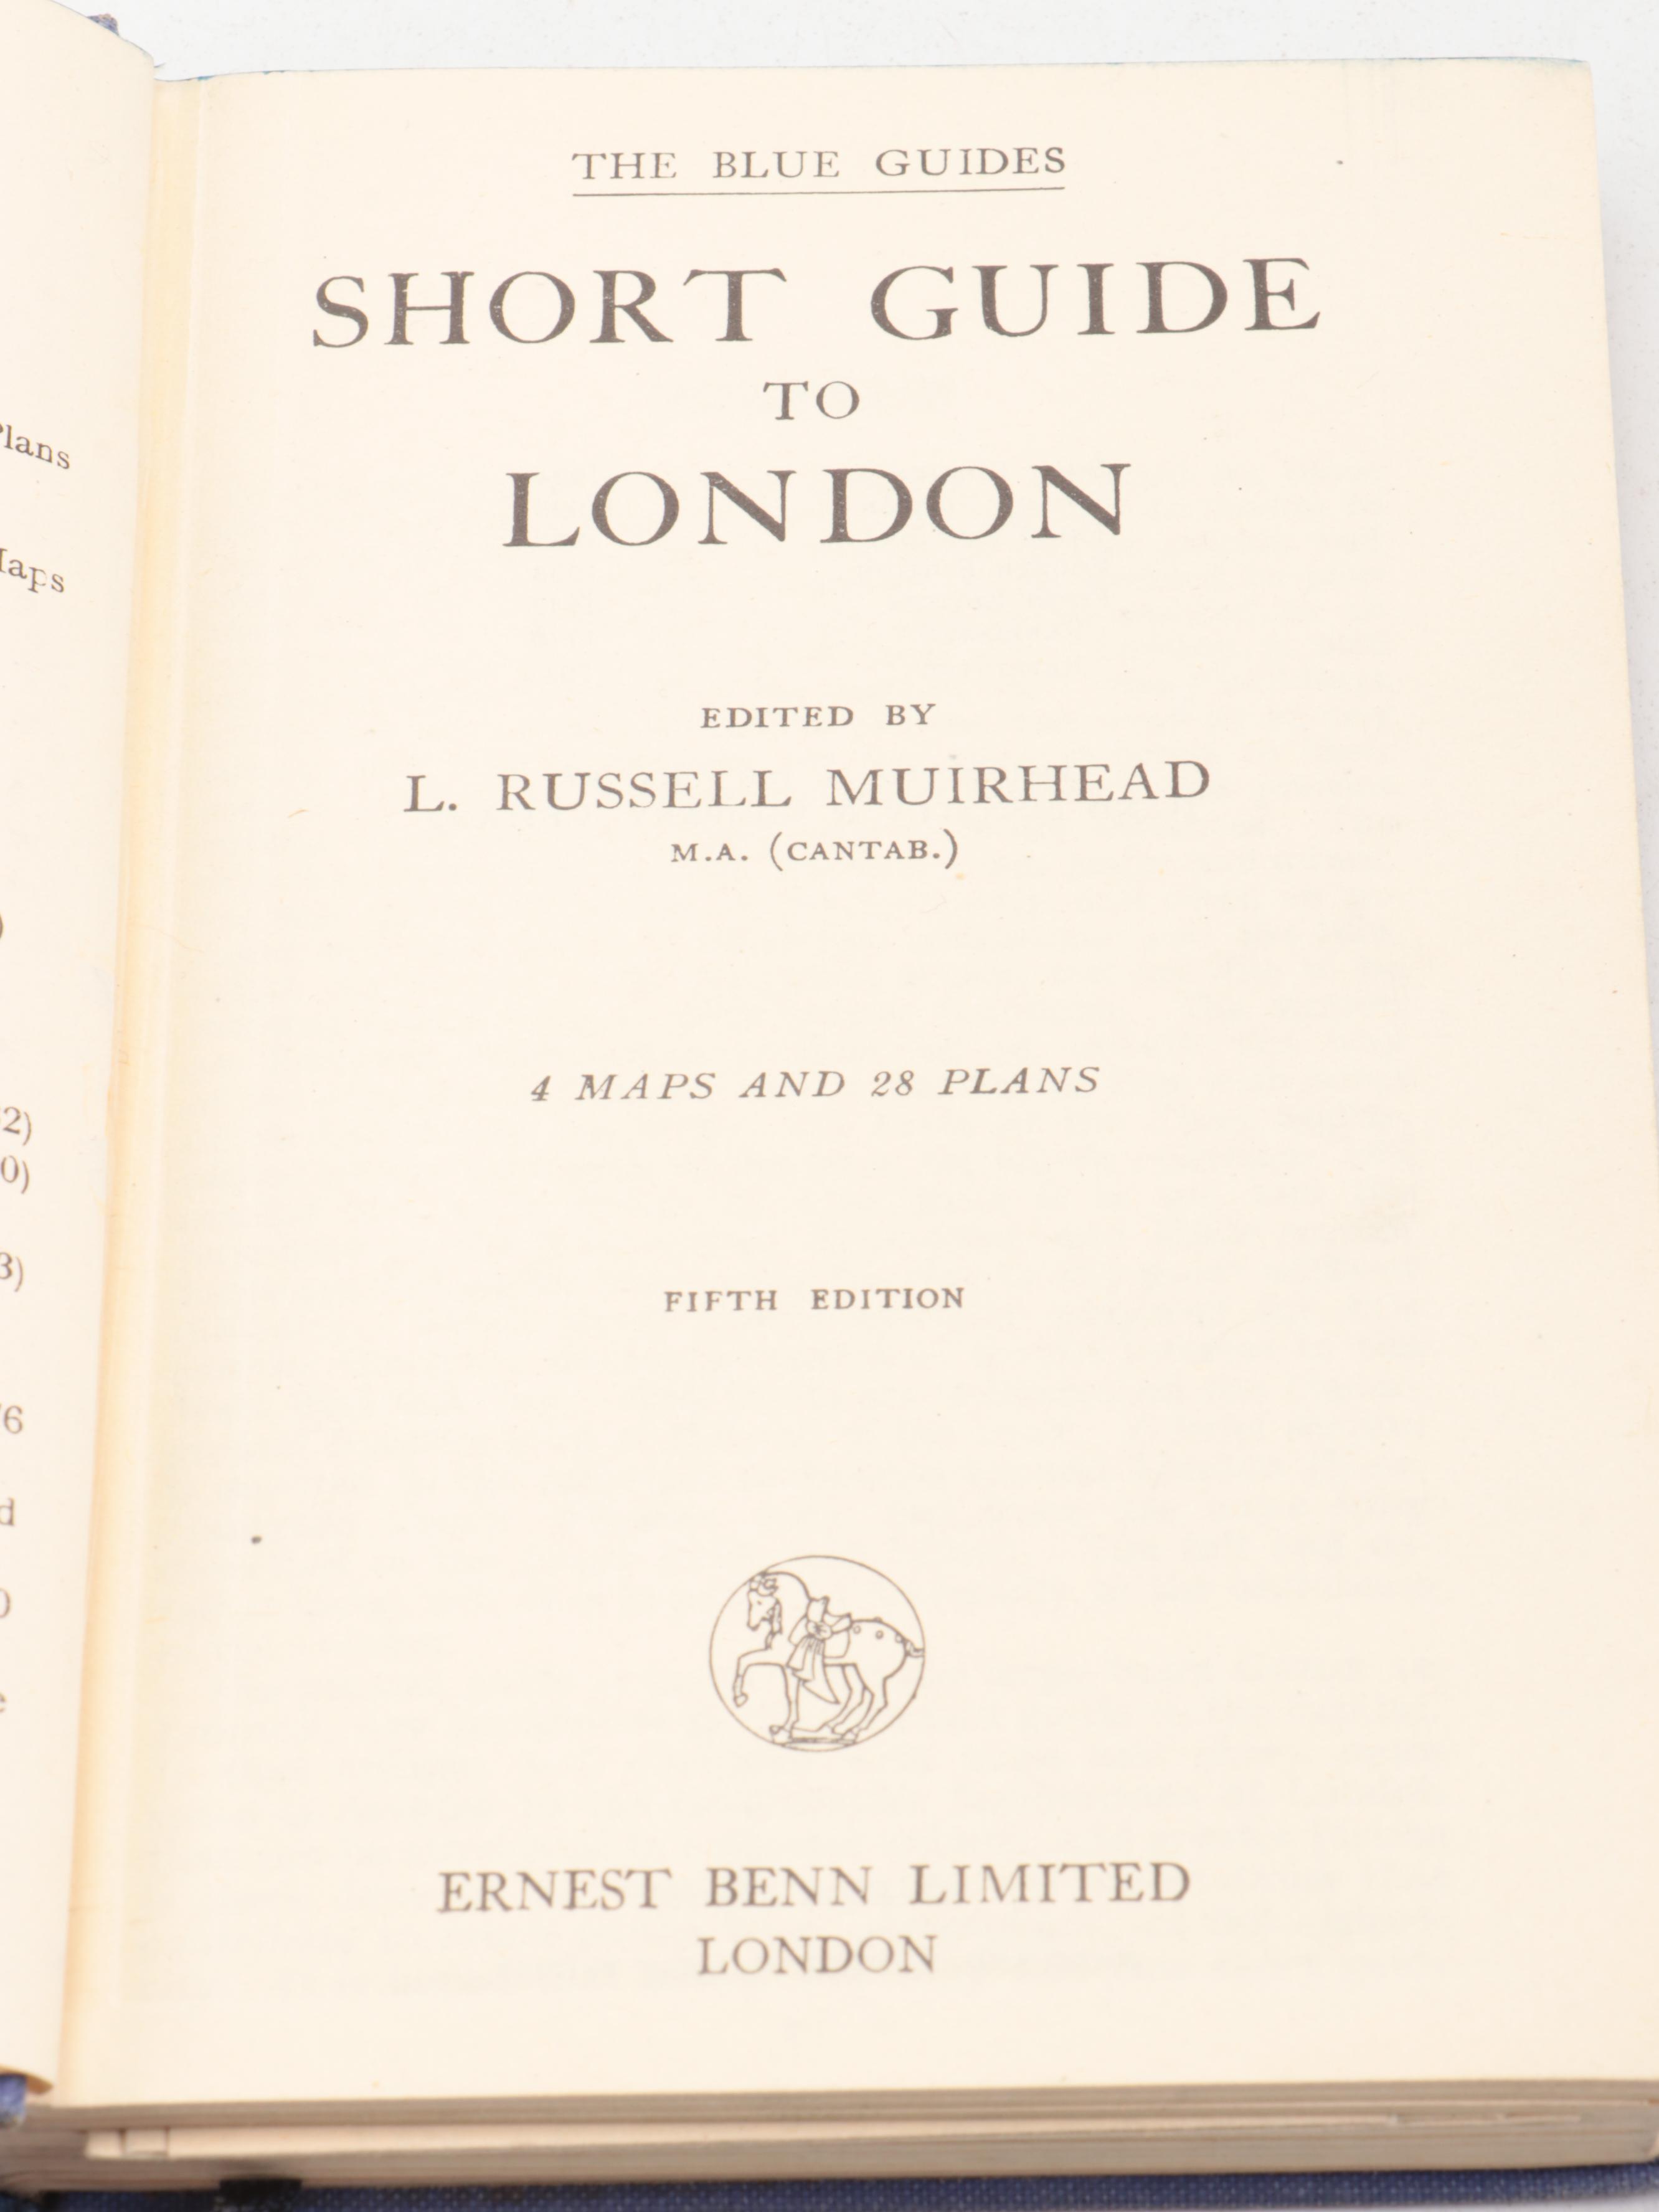 THE BLUE GUIDES
SHORT GUIDE
TO
LONDON
EDITED BY
L. RUSSELL MUIRHEAD
M.A. (CANTAB.)
4 MAPS AND 28 PLANS
FIFTH EDITION
ERNEST BENN LIMITED
LONDON